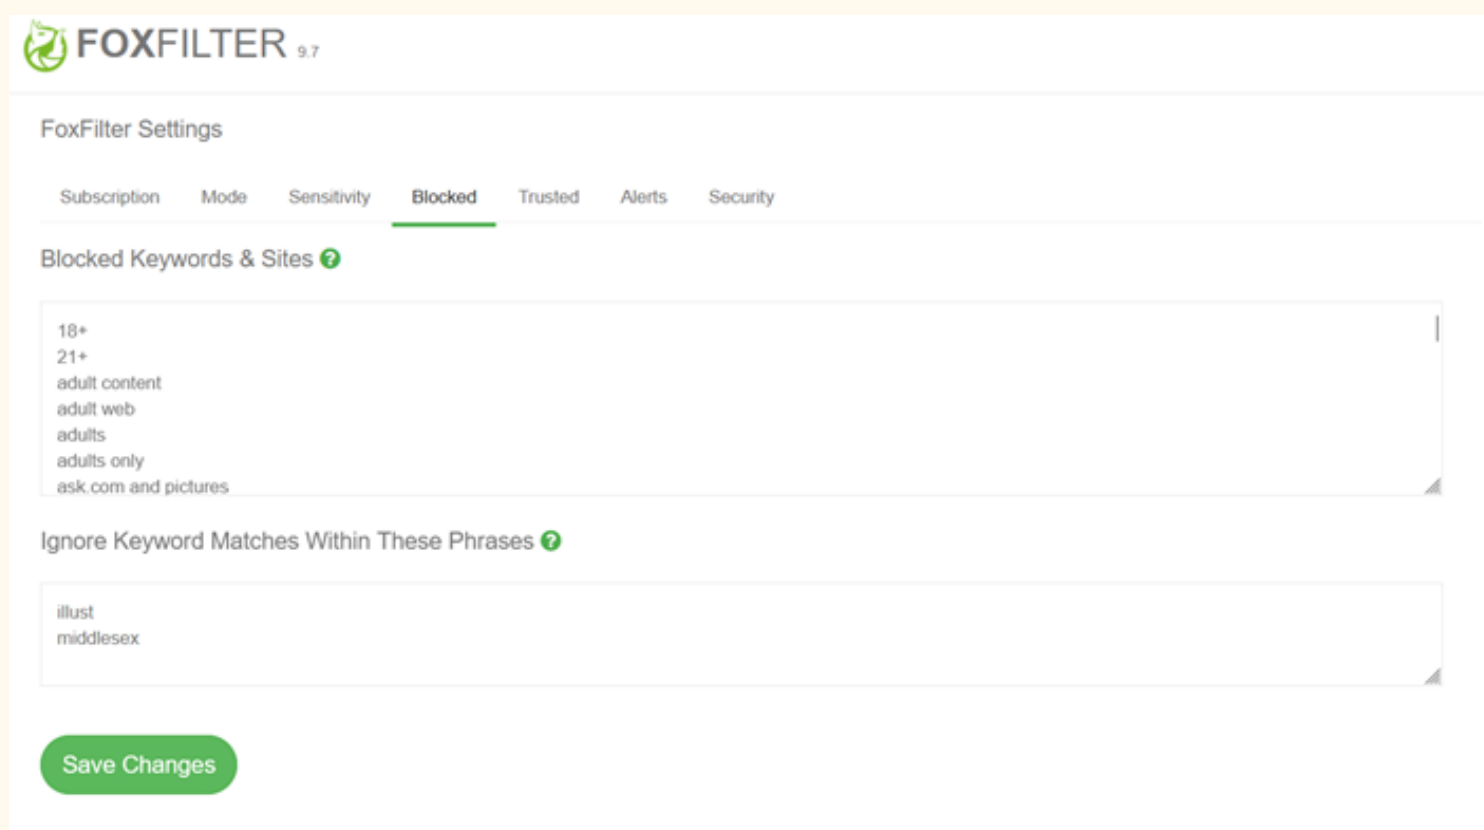 FOXFILTER 9.7
FoxFilter Settings
Subscription Mode Sensitivity Blocked Trusted Alerts Security
Blocked Keywords & Sites ?
18+
21+
adult content
adult web
adults
adults only
ask.com and pictures
Ignore Keyword Matches Within These Phrases ?
illust
middlesex
Save Changes